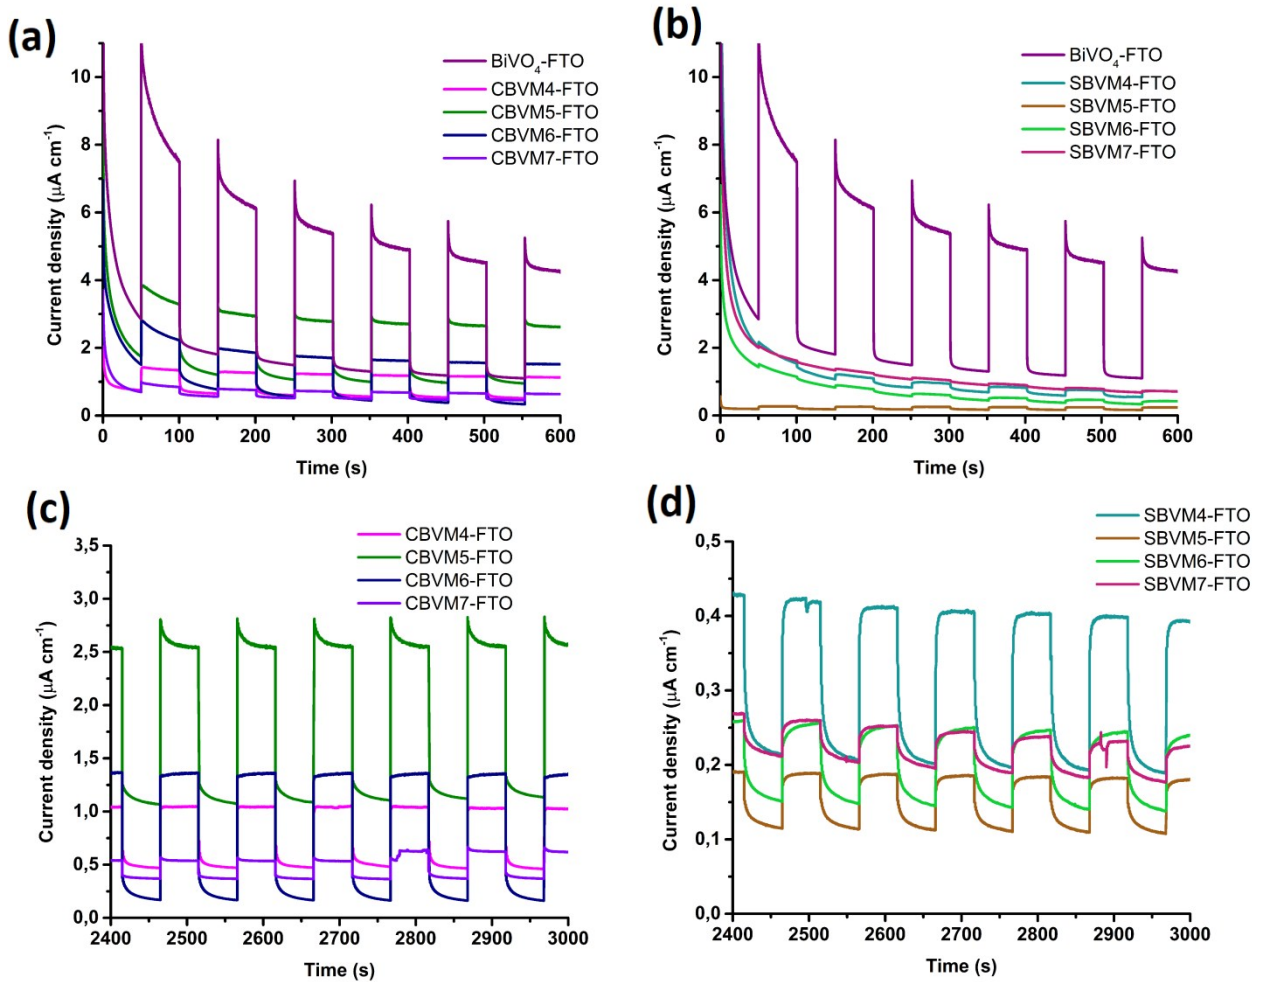 (a)
BiVO₄-FTO
CBVM4-FTO
CBVM5-FTO
CBVM6-FTO
CBVM7-FTO
Current density (µA cm⁻¹)
10
8
6
4
2
0
0 100 200 300 400 500 600
Time (s)
(b)
BiVO₄-FTO
SBVM4-FTO
SBVM5-FTO
SBVM6-FTO
SBVM7-FTO
Current density (µA cm⁻¹)
10
8
6
4
2
0
0 100 200 300 400 500 600
Time (s)
(c)
CBVM4-FTO
CBVM5-FTO
CBVM6-FTO
CBVM7-FTO
Current density (µA cm⁻¹)
3,5
3,0
2,5
2,0
1,5
1,0
0,5
0,0
2400 2500 2600 2700 2800 2900 3000
Time (s)
(d)
SBVM4-FTO
SBVM5-FTO
SBVM6-FTO
SBVM7-FTO
Current density (µA cm⁻¹)
0,5
0,4
0,3
0,2
0,1
0,0
2400 2500 2600 2700 2800 2900 3000
Time (s)